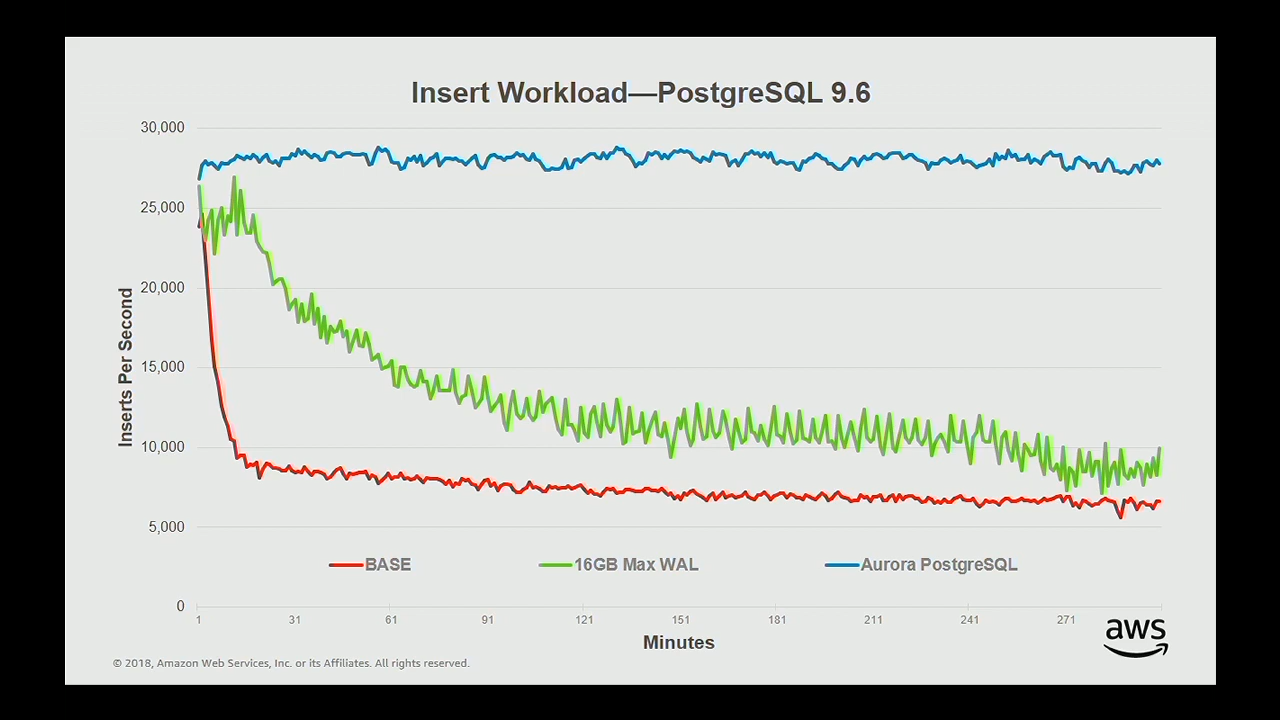 Insert Workload—PostgreSQL 9.6
30,000
25,000
20,000
15,000
10,000
5,000
0
Inserts Per Second
BASE
16GB Max WAL
Aurora PostgreSQL
1
31
61
91
121
151
181
211
241
271
Minutes
aws
© 2018, Amazon Web Services, Inc. or its Affiliates. All rights reserved.